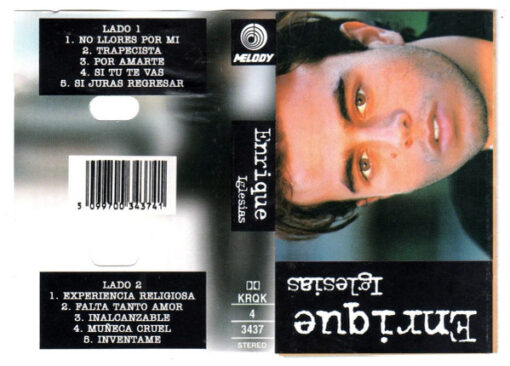 LADO 1
1. NO LLORES POR MI
2. TRAPECISTA
3. POR AMARTE
4. SI TU TE VAS
5. SI JURAS REGRESAR
5 099700 343741
LADO 2
1. EXPERIENCIA RELIGIOSA
2. FALTA TANTO AMOR
3. INALCANZABLE
4. MUÑECA CRUEL
5. INVENTAME
MELODY
Enrique
Iglesias
KRQK
4
3437
STEREO
Enrique
Iglesias